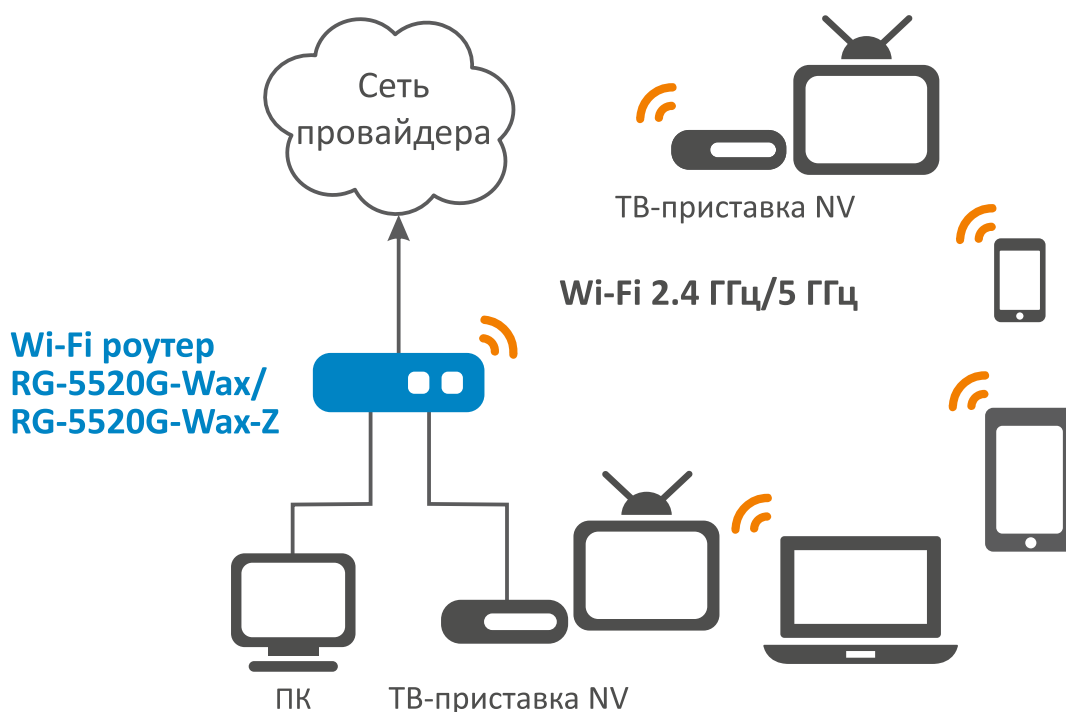 Сеть
провайдера
ТВ-приставка NV
Wi-Fi 2.4 ГГц/5 ГГц
Wi-Fi роутер
RG-5520G-Wax/
RG-5520G-Wax-Z
ПК
ТВ-приставка NV